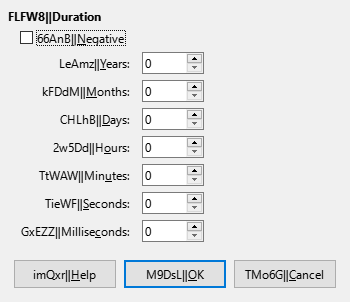 FLFW8||Duration
66AnB||Negative
LeAmz||Years: 0
kFDdM||Months: 0
CHLhB||Days: 0
2w5Dd||Hours: 0
TtWAW||Minutes: 0
TieWF||Seconds: 0
GxEZZ||Milliseconds: 0
imQxr||Help M9DsL||OK TMo6G||Cancel